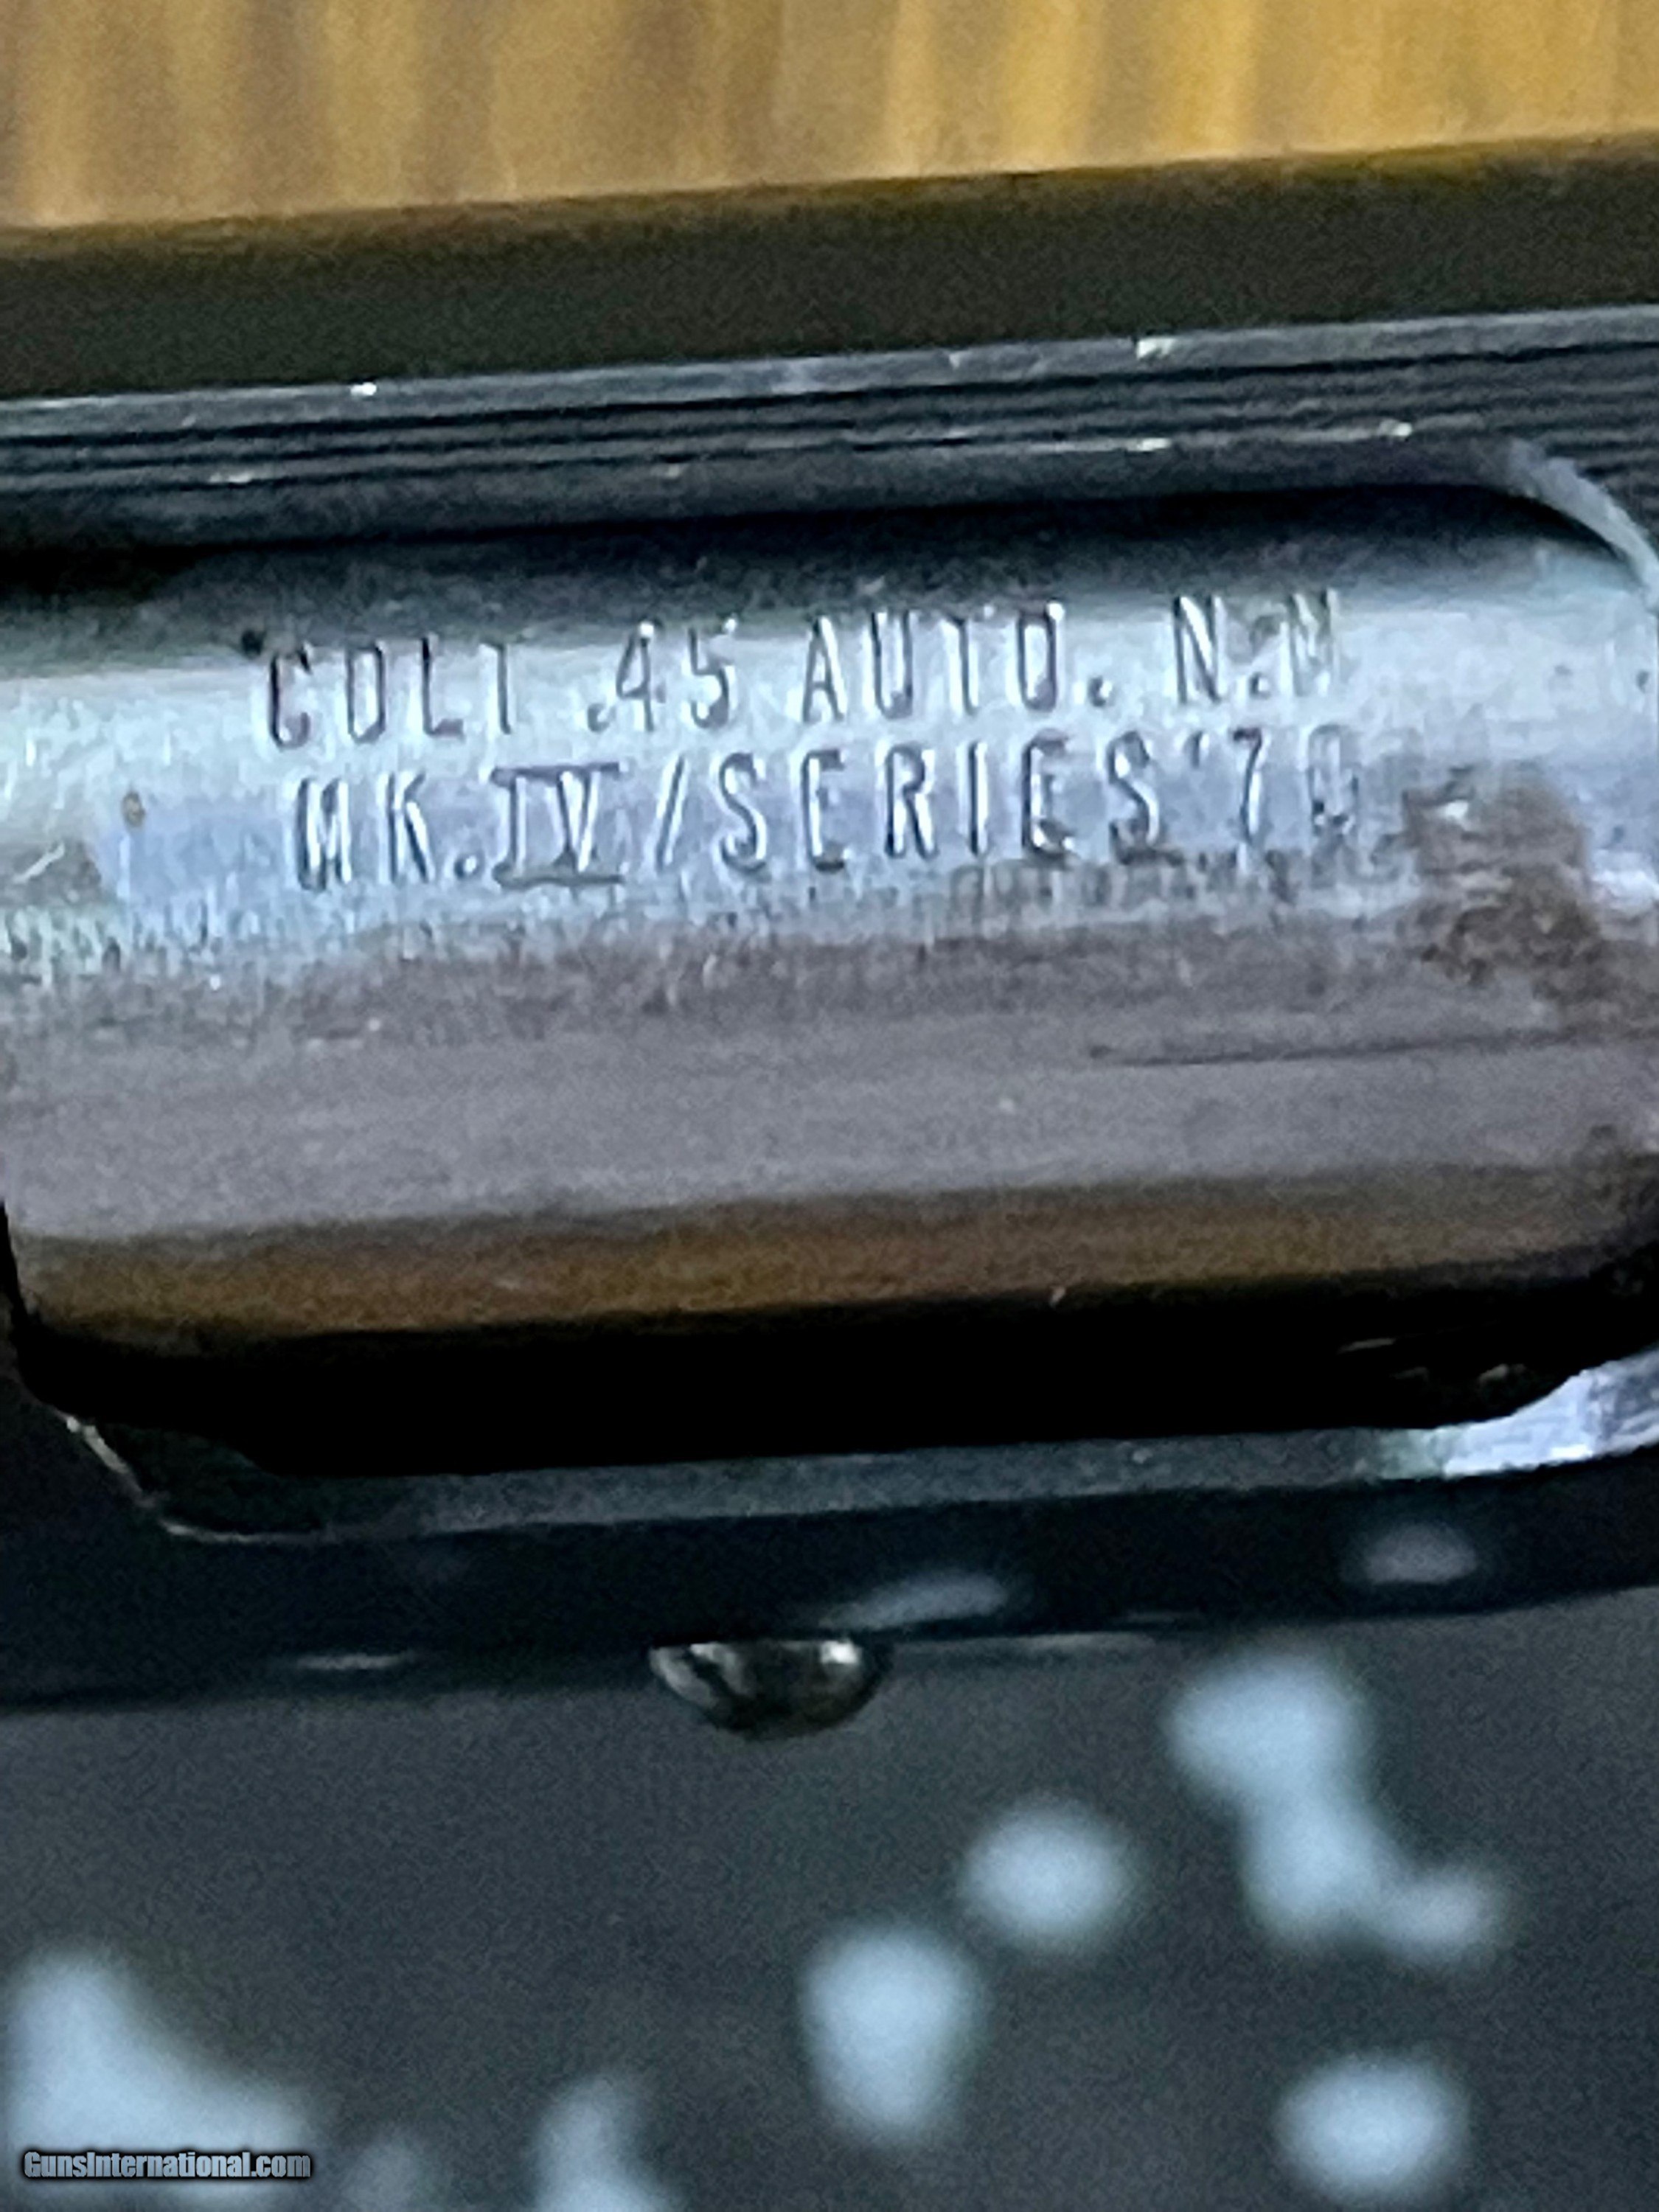 COLT .45 AUTO. N.M
MK.IV/SERIES'70
GunsInternational.com